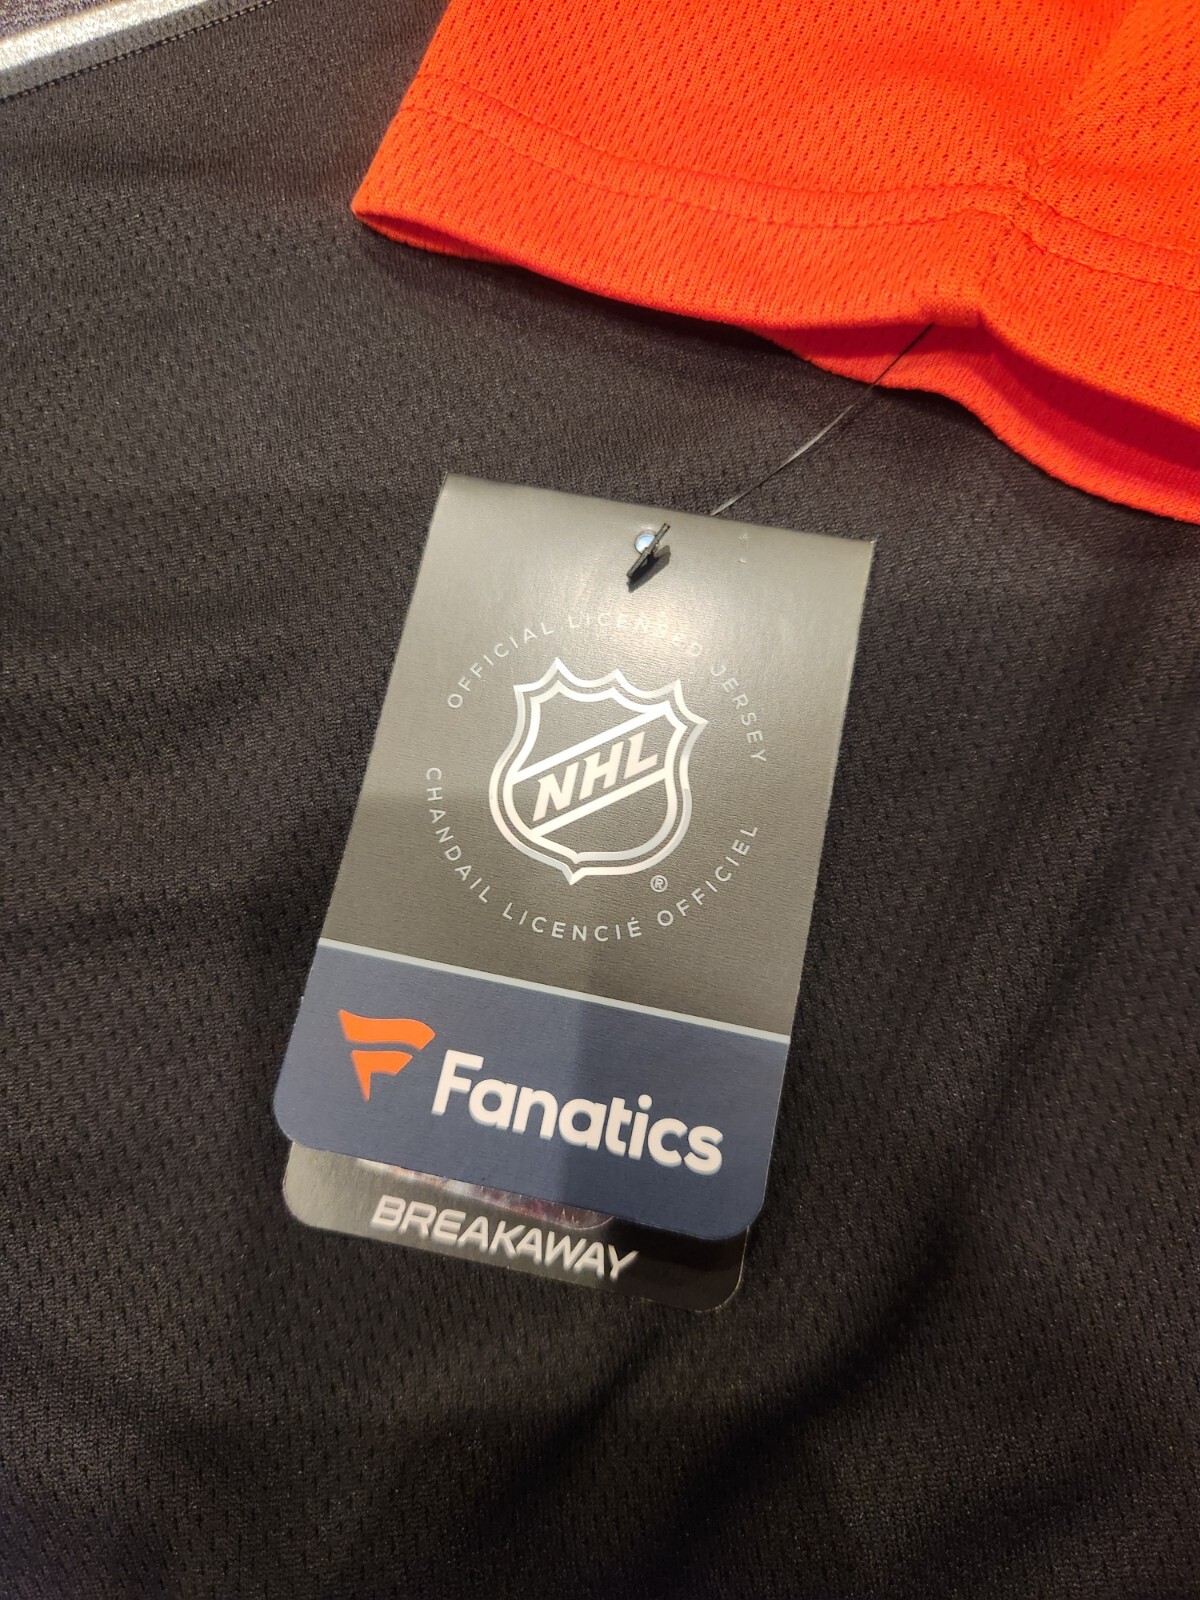 OFFICIAL LICENSED JERSEY
NHL
®
CHANDAIL LICENCIÉ OFFICIEL
Fanatics
BREAKAWAY